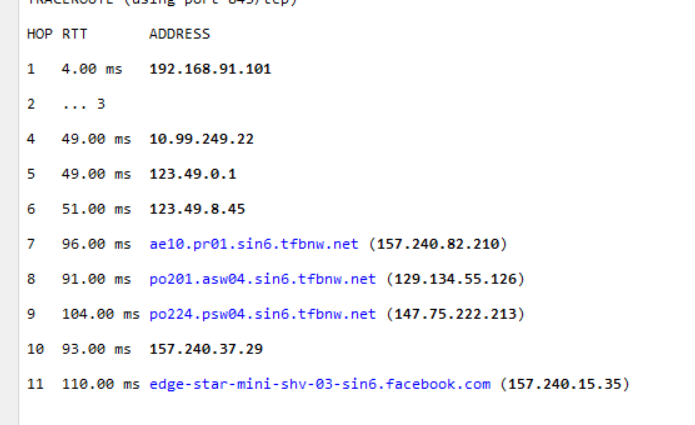 TRACEROUTE (using port 843/tcp)
HOP RTT ADDRESS
1 4.00 ms 192.168.91.101
2 ... 3
4 49.00 ms 10.99.249.22
5 49.00 ms 123.49.0.1
6 51.00 ms 123.49.8.45
7 96.00 ms ae10.pr01.sin6.tfbnw.net (157.240.82.210)
8 91.00 ms po201.asw04.sin6.tfbnw.net (129.134.55.126)
9 104.00 ms po224.psw04.sin6.tfbnw.net (147.75.222.213)
10 93.00 ms 157.240.37.29
11 110.00 ms edge-star-mini-shv-03-sin6.facebook.com (157.240.15.35)